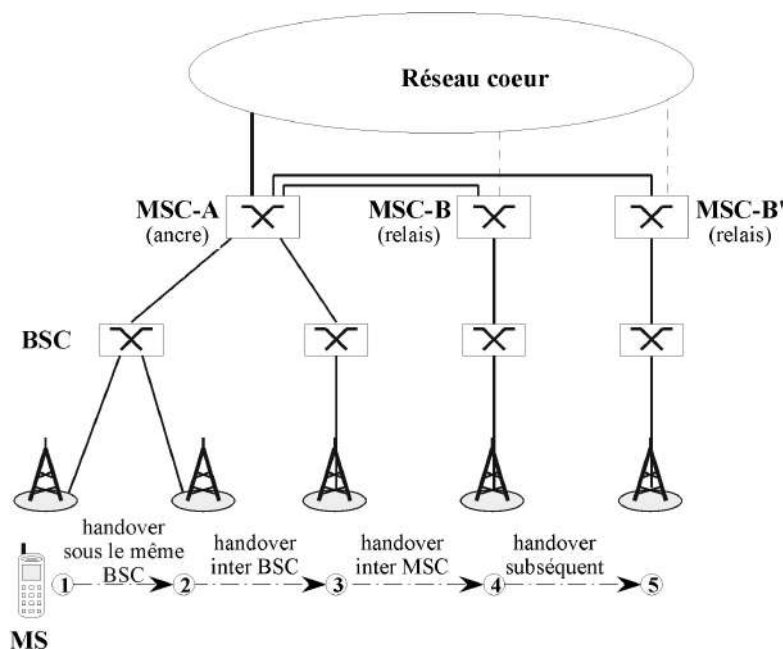 Réseau coeur
MSC-A
(ancre)
MSC-B
(relais)
MSC-B'
(relais)
BSC
handover
sous le même
BSC
handover
inter BSC
handover
inter MSC
handover
subséquent
1
2
3
4
5
MS